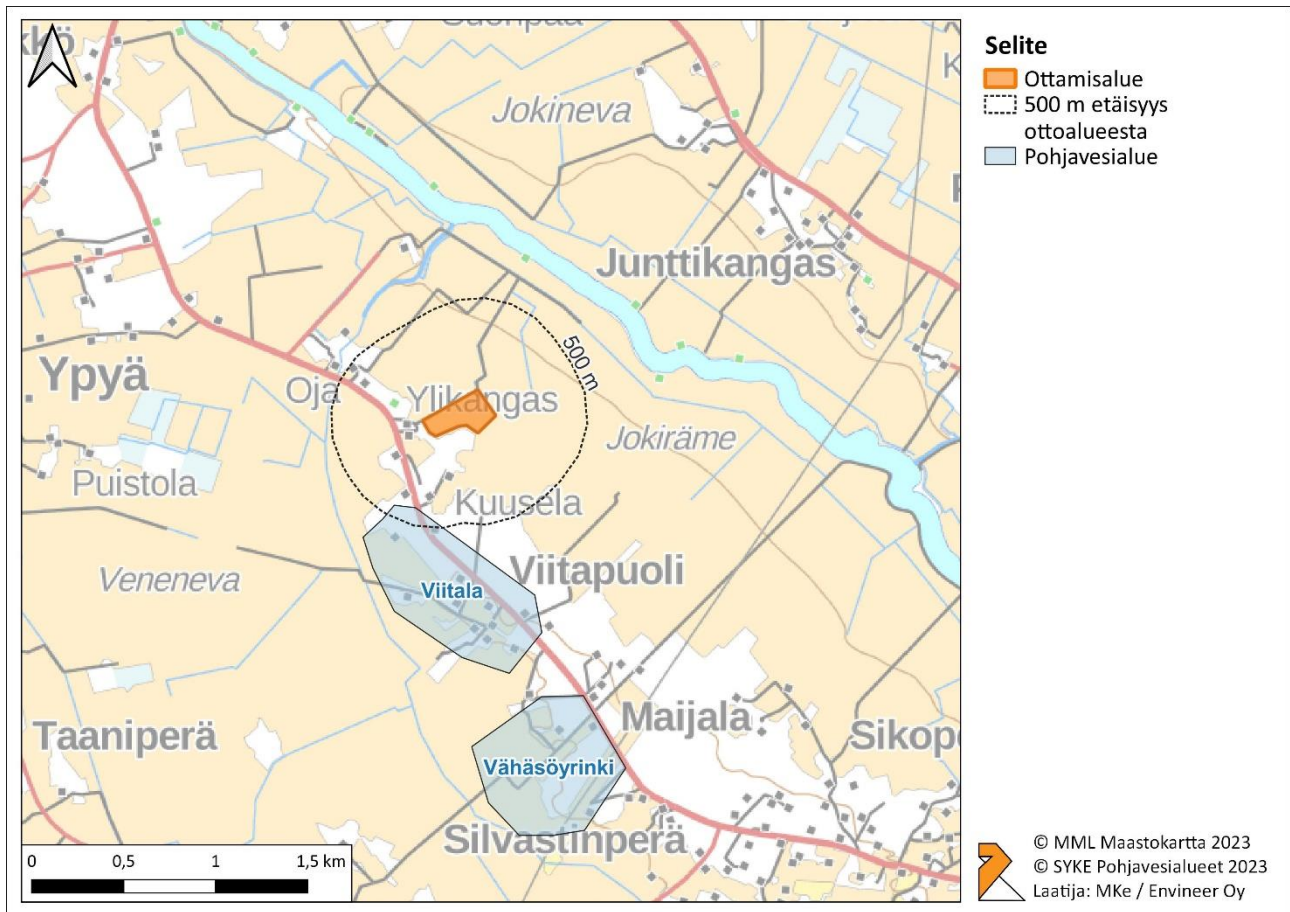 Jokineva
Junttikangas
500 m
Ypyä
Oja
Ylikangas
Jokiräme
Puistola
Kuusela
Veneneva
Viitala
Viitapuoli
Taaniperä
Maijala
Vähäsöyrinki
Silvastinperä
0 0,5 1 1,5 km
Selite
Ottamisalue
500 m etäisyys
ottoalueesta
Pohjavesialue
© MML Maastokartta 2023
© SYKE Pohjavesialueet 2023
Laatija: MKe / Envineer Oy